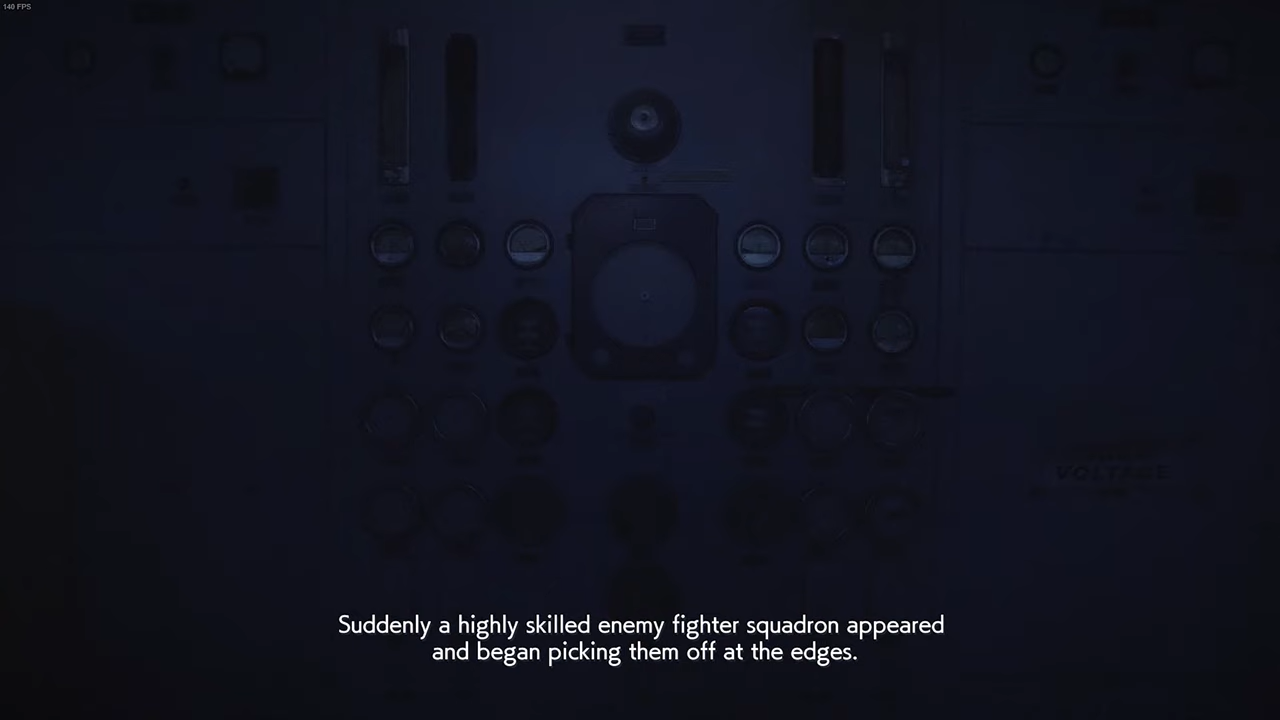 140 FPS
VOLTAGE
Suddenly a highly skilled enemy fighter squadron appeared
and began picking them off at the edges.